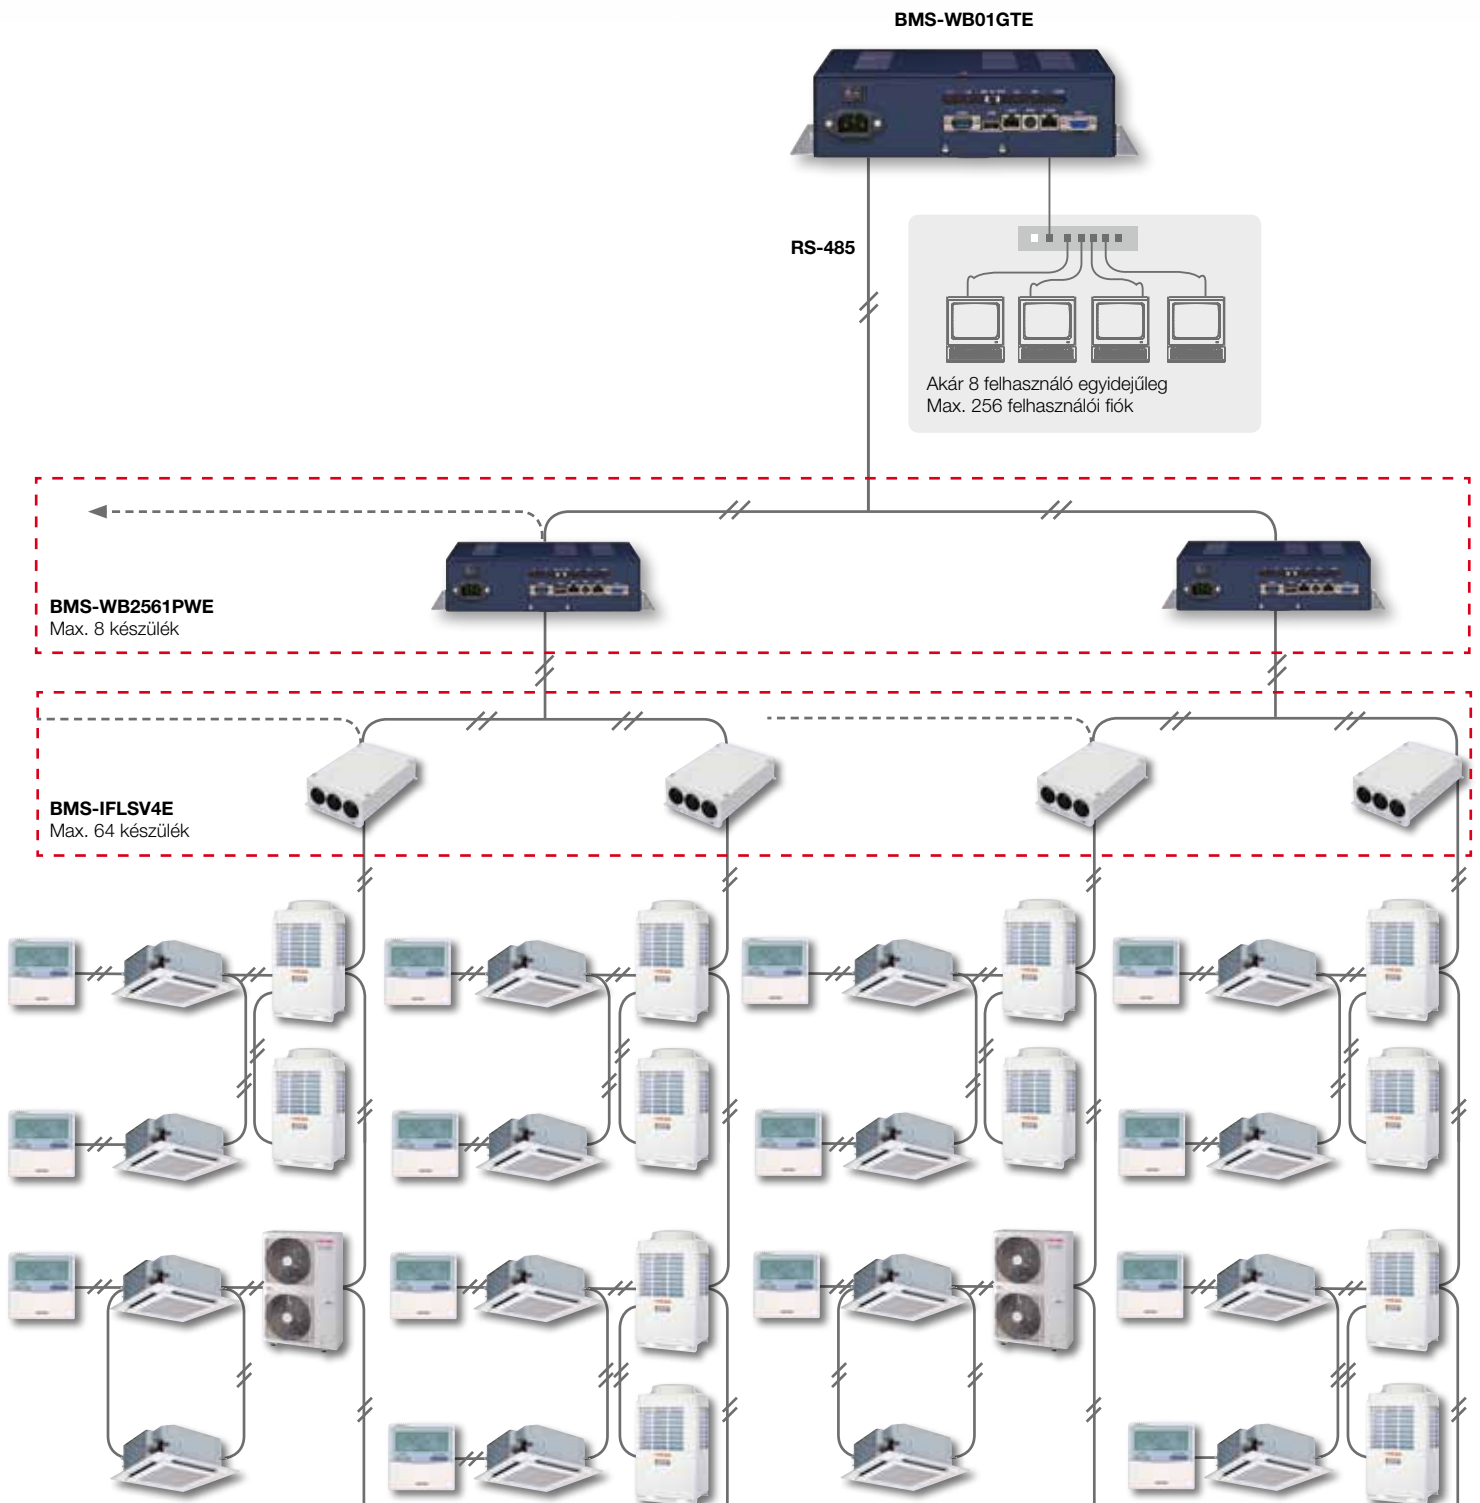 BMS-WB01GTE
RS-485
Akár 8 felhasználó egyidejűleg
Max. 256 felhasználói fiók
BMS-WB2561PWE
Max. 8 készülék
BMS-IFLSV4E
Max. 64 készülék